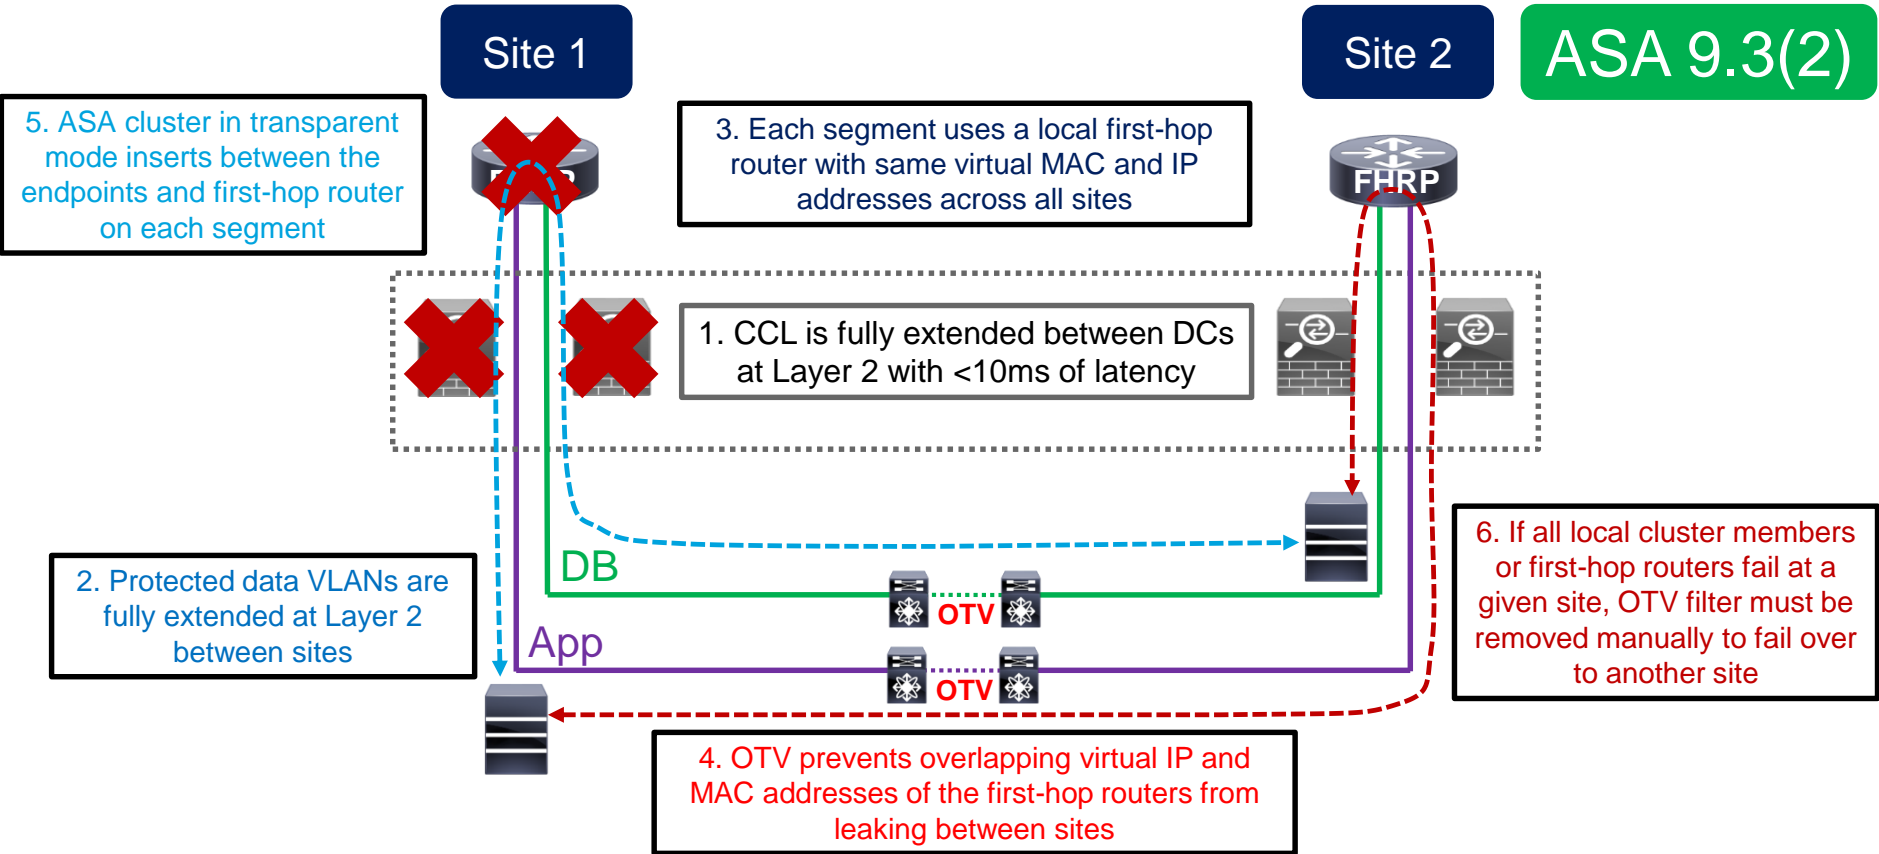 Site 1
Site 2
ASA 9.3(2)
5. ASA cluster in transparent
mode inserts between the
endpoints and first-hop router
on each segment
3. Each segment uses a local first-hop
router with same virtual MAC and IP
addresses across all sites
FHRP
1. CCL is fully extended between DCs
at Layer 2 with <10ms of latency
2. Protected data VLANs are
fully extended at Layer 2
between sites
DB
OTV
App
OTV
6. If all local cluster members
or first-hop routers fail at a
given site, OTV filter must be
removed manually to fail over
to another site
4. OTV prevents overlapping virtual IP and
MAC addresses of the first-hop routers from
leaking between sites